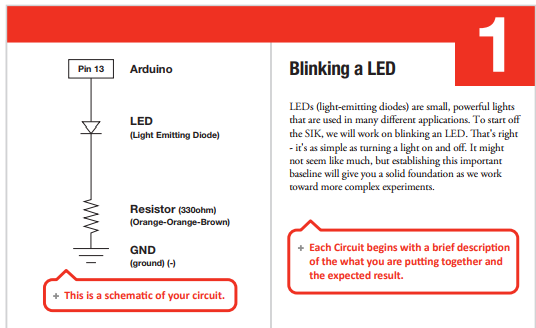 1
Pin 13
Arduino
LED
(Light Emitting Diode)
Resistor (330ohm)
(Orange-Orange-Brown)
GND
(ground) (-)
+ This is a schematic of your circuit.
Blinking a LED
LEDs (light-emitting diodes) are small, powerful lights
that are used in many different applications. To start off
the SIK, we will work on blinking an LED. That's right
- it's as simple as turning a light on and off. It might
not seem like much, but establishing this important
baseline will give you a solid foundation as we work
toward more complex experiments.
+ Each Circuit begins with a brief description
of the what you are putting together and
the expected result.